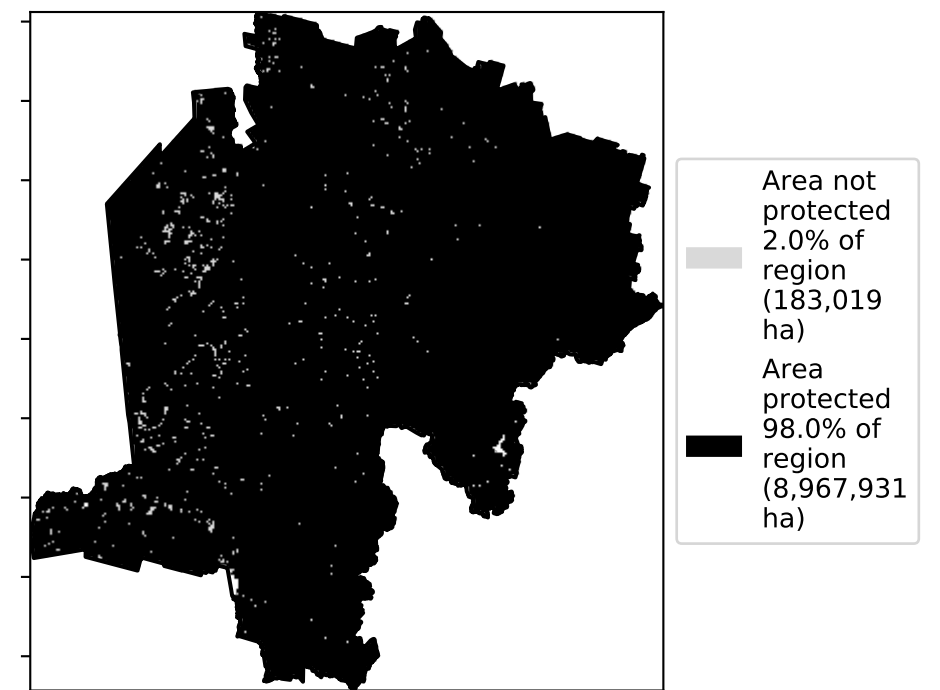 Area not
protected
2.0% of
region
(183,019
ha)
Area
protected
98.0% of
region
(8,967,931
ha)